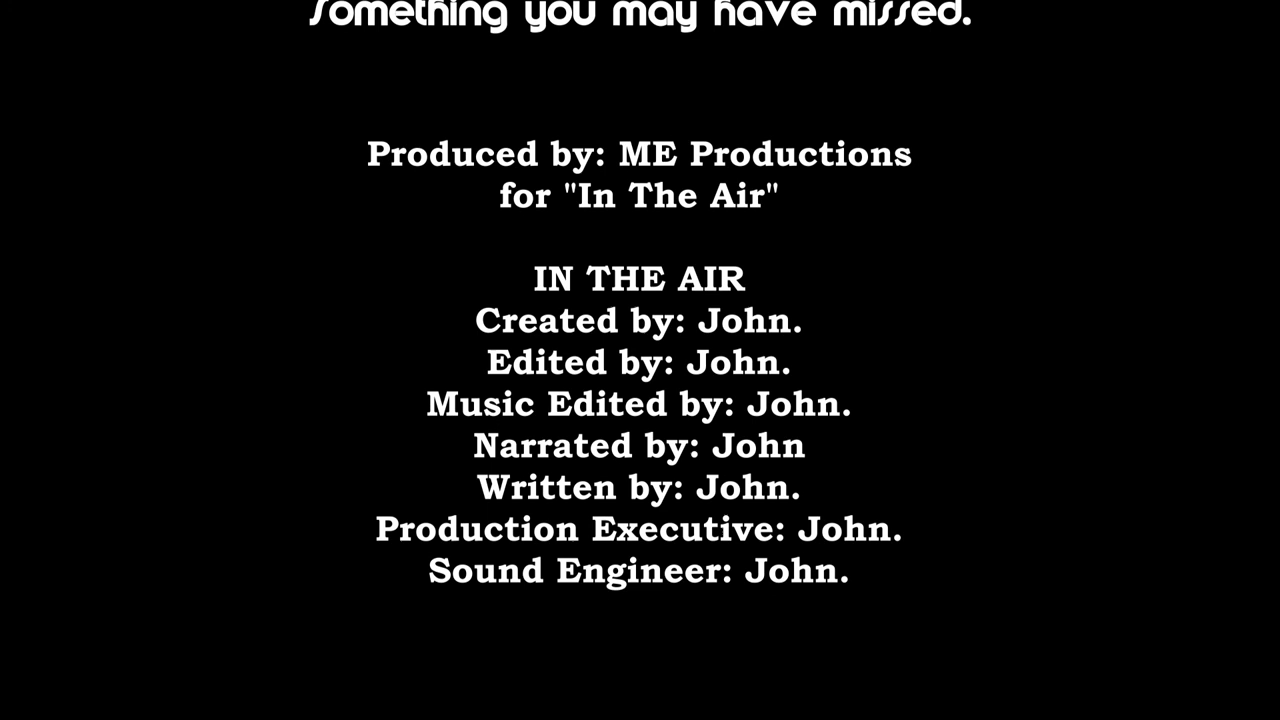 something you may have missed.
Produced by: ME Productions
for "In The Air"
IN THE AIR
Created by: John.
Edited by: John.
Music Edited by: John.
Narrated by: John
Written by: John.
Production Executive: John.
Sound Engineer: John.